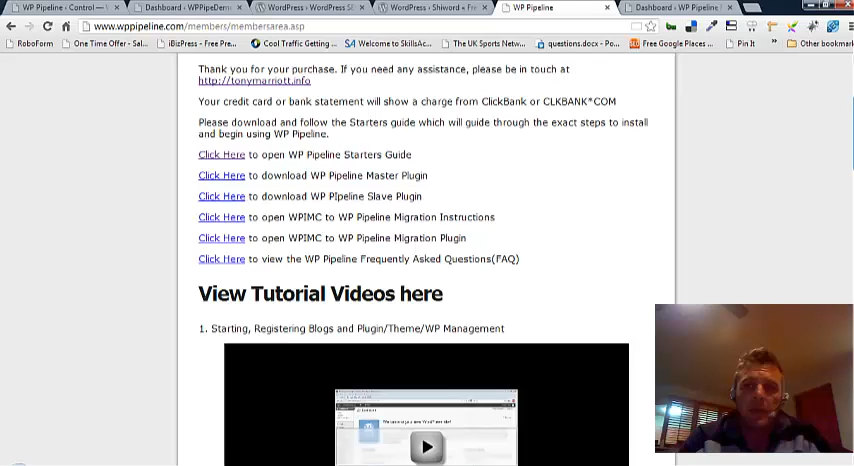 WP Pipeline ‹ Control — W
Dashboard ‹ WPPipeDemo
WordPress › WordPress S
WordPress › Shiword « Fre
WP Pipeline
Dashboard ‹ WP Pipeline
www.wppipeline.com/members/membersarea.asp
RoboForm
One Time Offer - Sal...
iBizPress - Free Pre...
Cool Traffic Getting ...
SA Welcome to SkillsAc...
The UK Sports Netw...
questions.docx - Po...
Free Google Places ...
Pin It
»
Other bookmark
Thank you for your purchase. If you need any assistance, please be in touch at
http://tonymarriott.info
Your credit card or bank statement will show a charge from ClickBank or CLKBANK*COM
Please download and follow the Starters guide which will guide through the exact steps to install
and begin using WP Pipeline.
Click Here to open WP Pipeline Starters Guide
Click Here to download WP Pipeline Master Plugin
Click Here to download WP PIpeline Slave Plugin
Click Here to open WPIMC to WP Pipeline Migration Instructions
Click Here to open WPIMC to WP Pipeline Migration Plugin
Click Here to view the WP Pipeline Frequently Asked Questions(FAQ)
View Tutorial Videos here
1. Starting, Registering Blogs and Plugin/Theme/WP Management